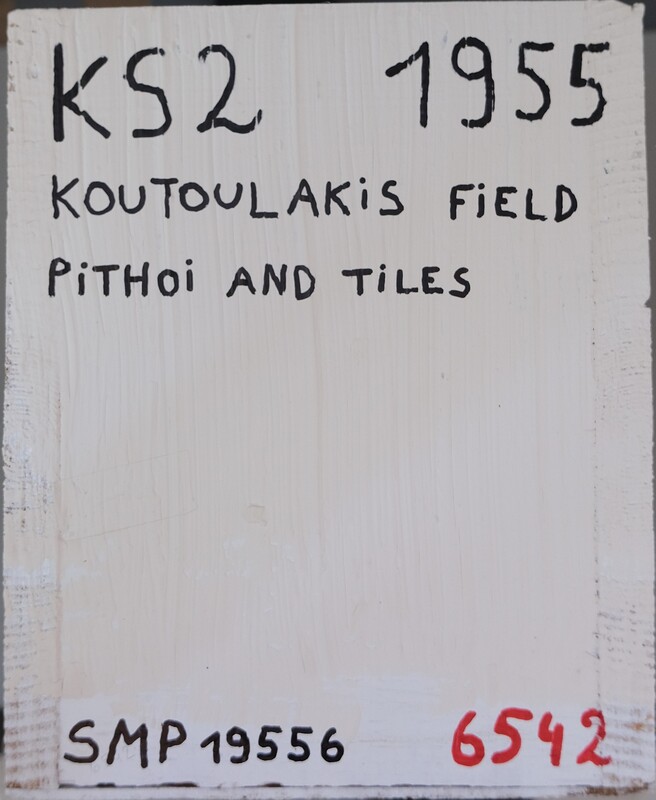 KS2 1955
KOUTOULAKiS FiELD
PiTHOi AND TiLES
SMP 19556 6542